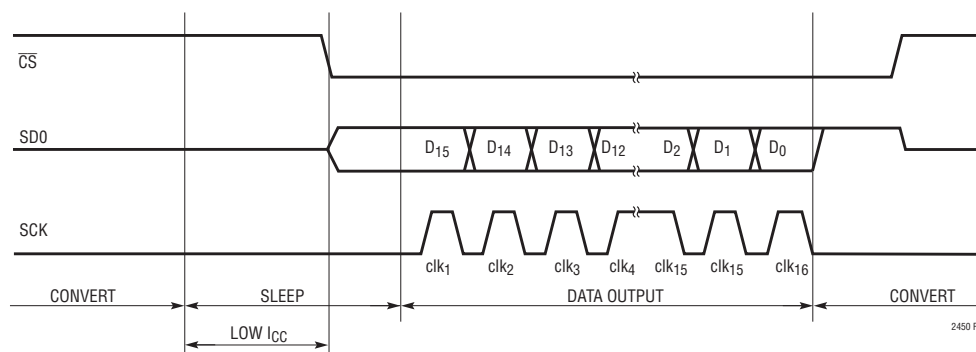 CS
SD0
D15 D14 D13 D12 D2 D1 D0
SCK
clk1 clk2 clk3 clk4 clk15 clk15 clk16
CONVERT SLEEP DATA OUTPUT CONVERT
LOW ICC
2450 F